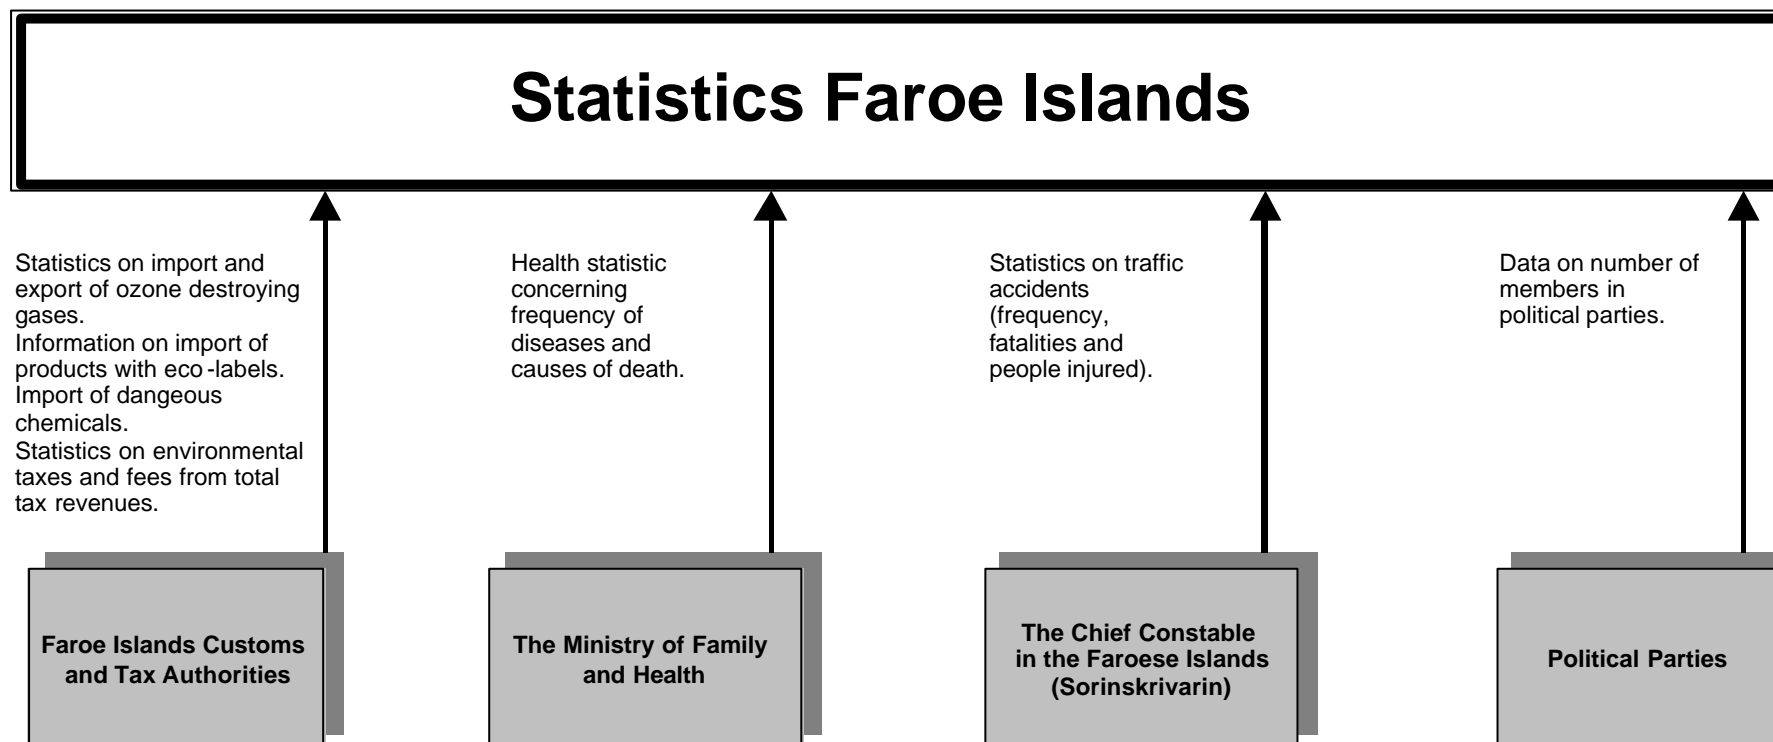 Statistics Faroe Islands
Statistics on import and
export of ozone destroying
gases.
Information on import of
products with eco-labels.
Import of dangeous
chemicals.
Statistics on environmental
taxes and fees from total
tax revenues.
Health statistic
concerning
frequency of
diseases and
causes of death.
Statistics on traffic
accidents
(frequency,
fatalities and
people injured).
Data on number of
members in
political parties.
Faroe Islands Customs
and Tax Authorities
The Ministry of Family
and Health
The Chief Constable
in the Faroese Islands
(Sorinskrivarin)
Political Parties